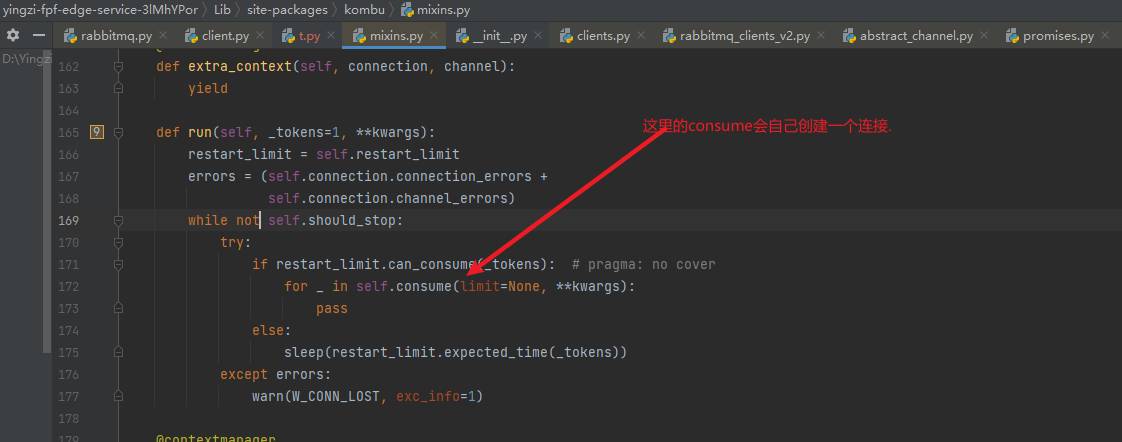 yingzi-fpf-edge-service-3lMhYPor › Lib › site-packages › kombu › mixins.py
rabbitmq.py × client.py × t.py × mixins.py × __init__.py × clients.py × rabbitmq_clients_v2.py × abstract_channel.py × promises.py ×
D:\Yingzi
162 def extra_context(self, connection, channel):
163 yield
164
165 def run(self, _tokens=1, **kwargs):
这里的consume会自己创建一个连接.
166 restart_limit = self.restart_limit
167 errors = (self.connection.connection_errors +
168 self.connection.channel_errors)
169 while not self.should_stop:
170 try:
171 if restart_limit.can_consume(_tokens): # pragma: no cover
172 for _ in self.consume(limit=None, **kwargs):
173 pass
174 else:
175 sleep(restart_limit.expected_time(_tokens))
176 except errors:
177 warn(W_CONN_LOST, exc_info=1)
178
179 @contextmanager